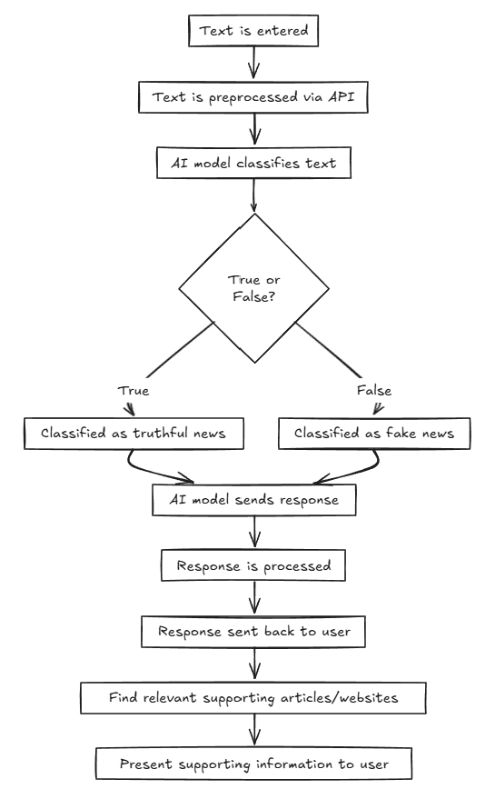 Text is entered
Text is preprocessed via API
AI model classifies text
True or
False?
True
False
Classified as truthful news
Classified as fake news
AI model sends response
Response is processed
Response sent back to user
Find relevant supporting articles/websites
Present supporting information to user